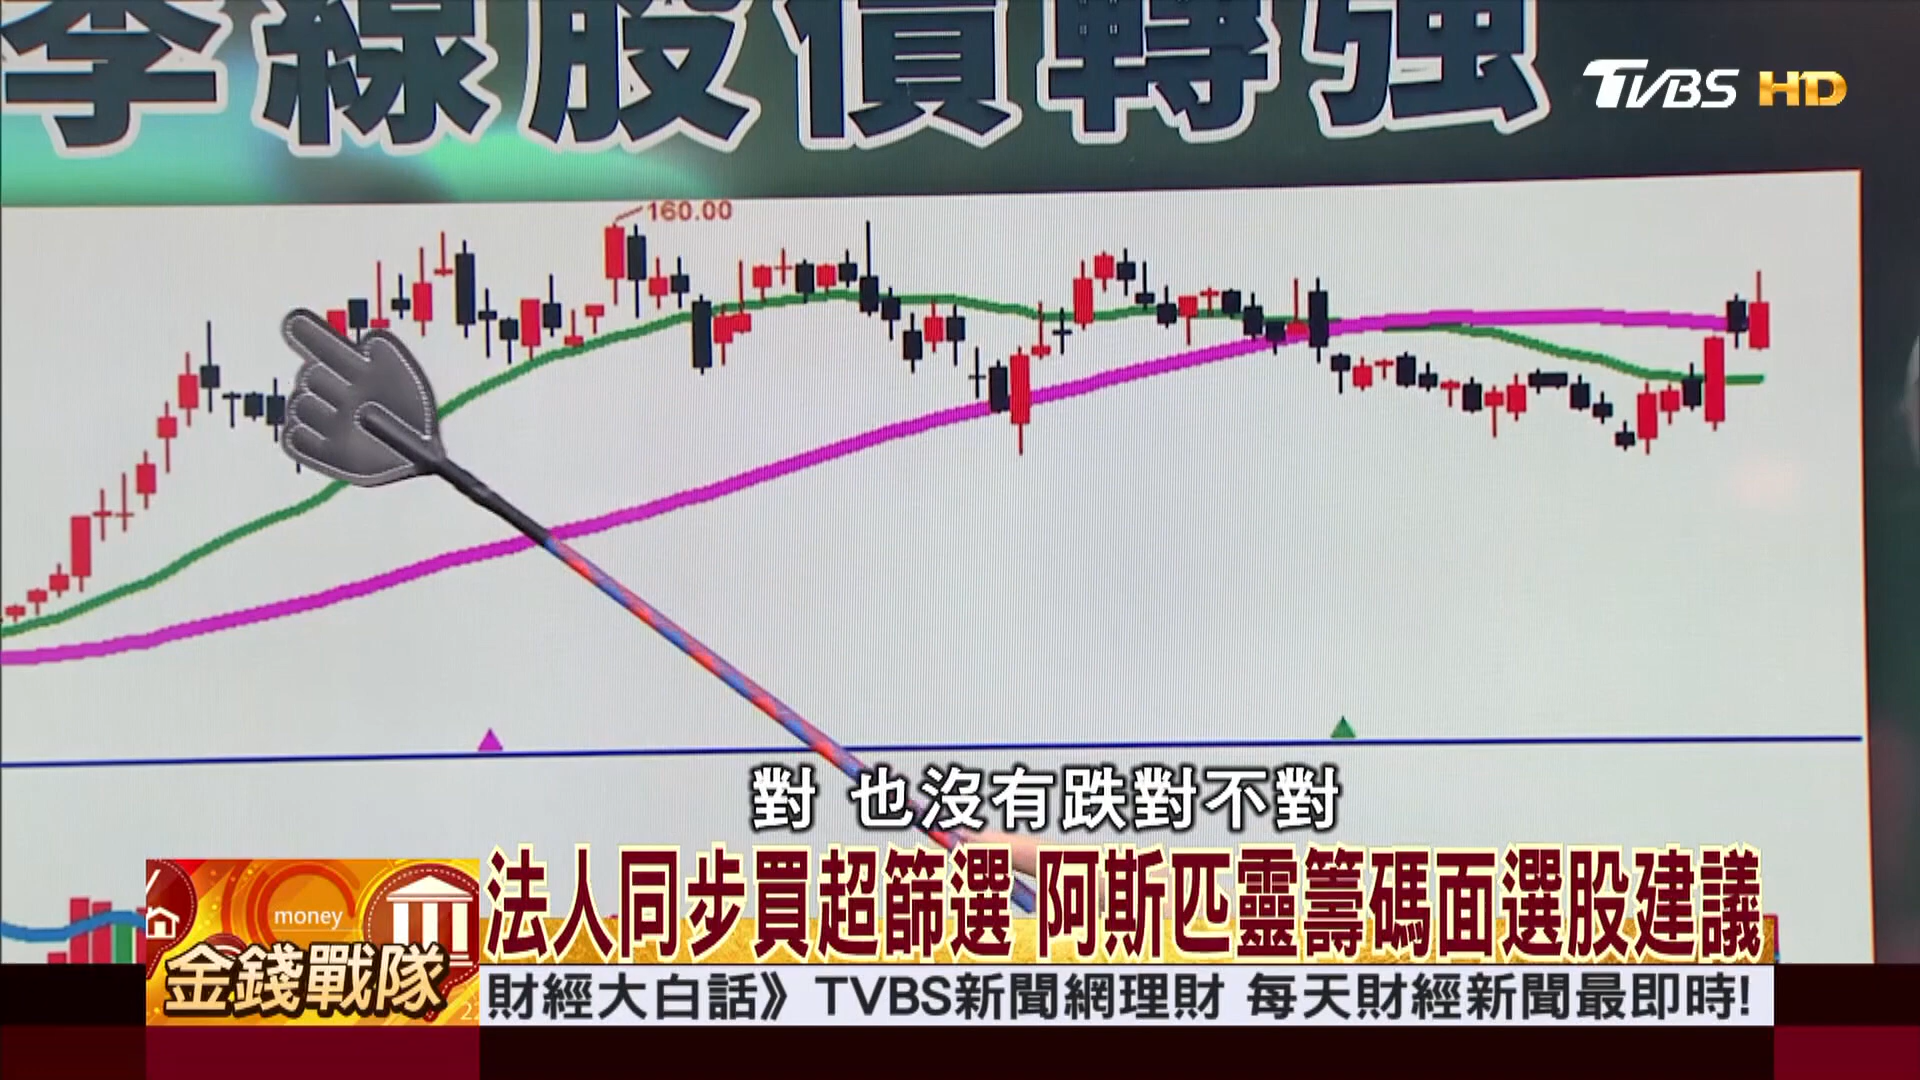 季線股價轉強
TVBS HD
160.00
對 也沒有跌對不對
法人同步買超篩選 阿斯匹靈籌碼面選股建議
money
金錢戰隊
財經大白話》TVBS新聞網理財 每天財經新聞最即時!